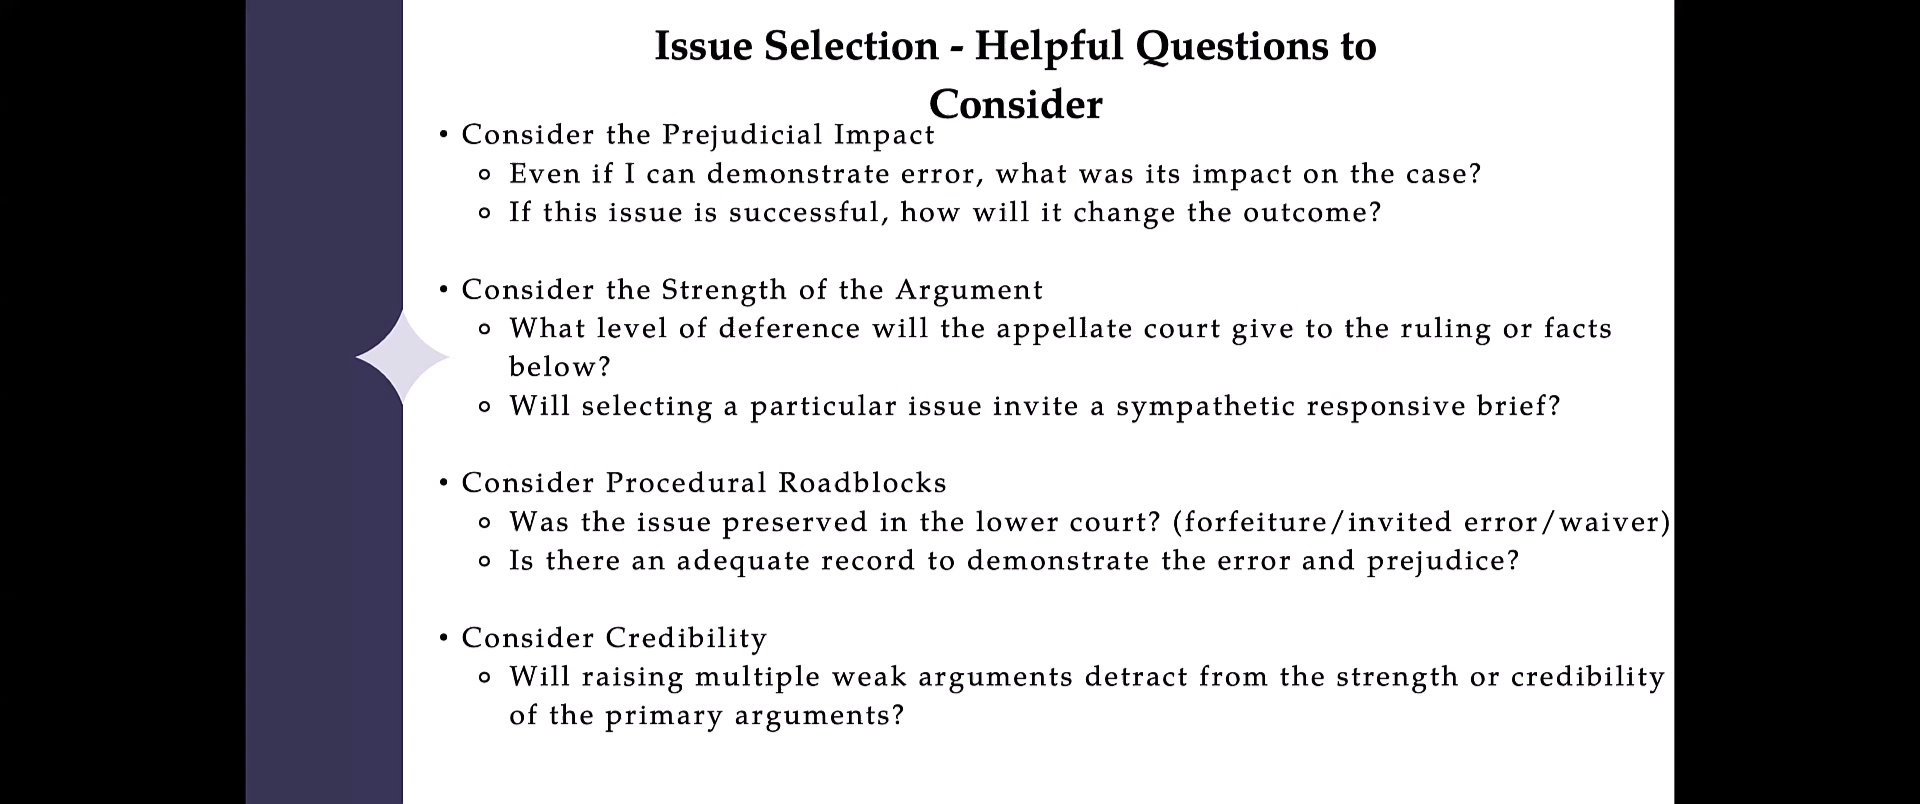 Issue Selection - Helpful Questions to
Consider
• Consider the Prejudicial Impact
∘ Even if I can demonstrate error, what was its impact on the case?
∘ If this issue is successful, how will it change the outcome?
• Consider the Strength of the Argument
∘ What level of deference will the appellate court give to the ruling or facts
below?
∘ Will selecting a particular issue invite a sympathetic responsive brief?
• Consider Procedural Roadblocks
∘ Was the issue preserved in the lower court? (forfeiture/invited error/waiver)
∘ Is there an adequate record to demonstrate the error and prejudice?
• Consider Credibility
∘ Will raising multiple weak arguments detract from the strength or credibility
of the primary arguments?